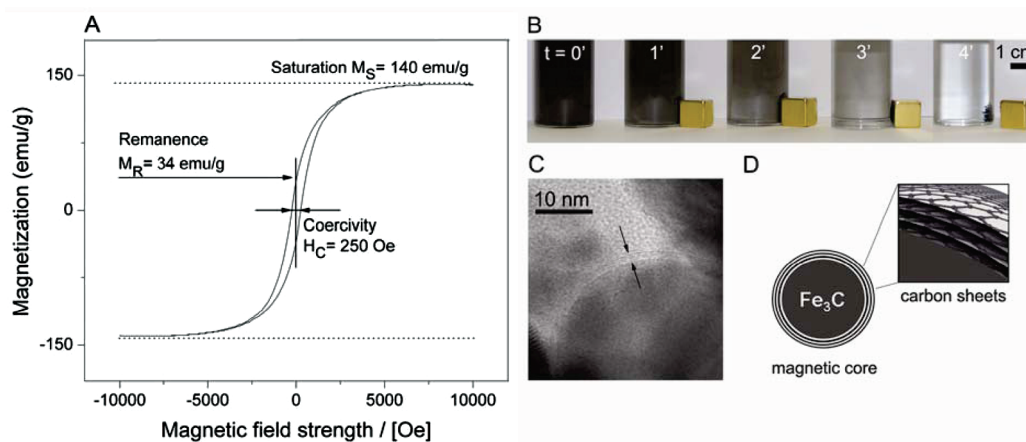 A
Magnetization (emu/g)
150
0
-150
Saturation M_S= 140 emu/g
Remanence
M_R= 34 emu/g
Coercivity
H_C= 250 Oe
-10000 -5000 0 5000 10000
Magnetic field strength / [Oe]
B
t = 0' 1' 2' 3' 4' 1 cm
C
10 nm
D
Fe₃C
carbon sheets
magnetic core